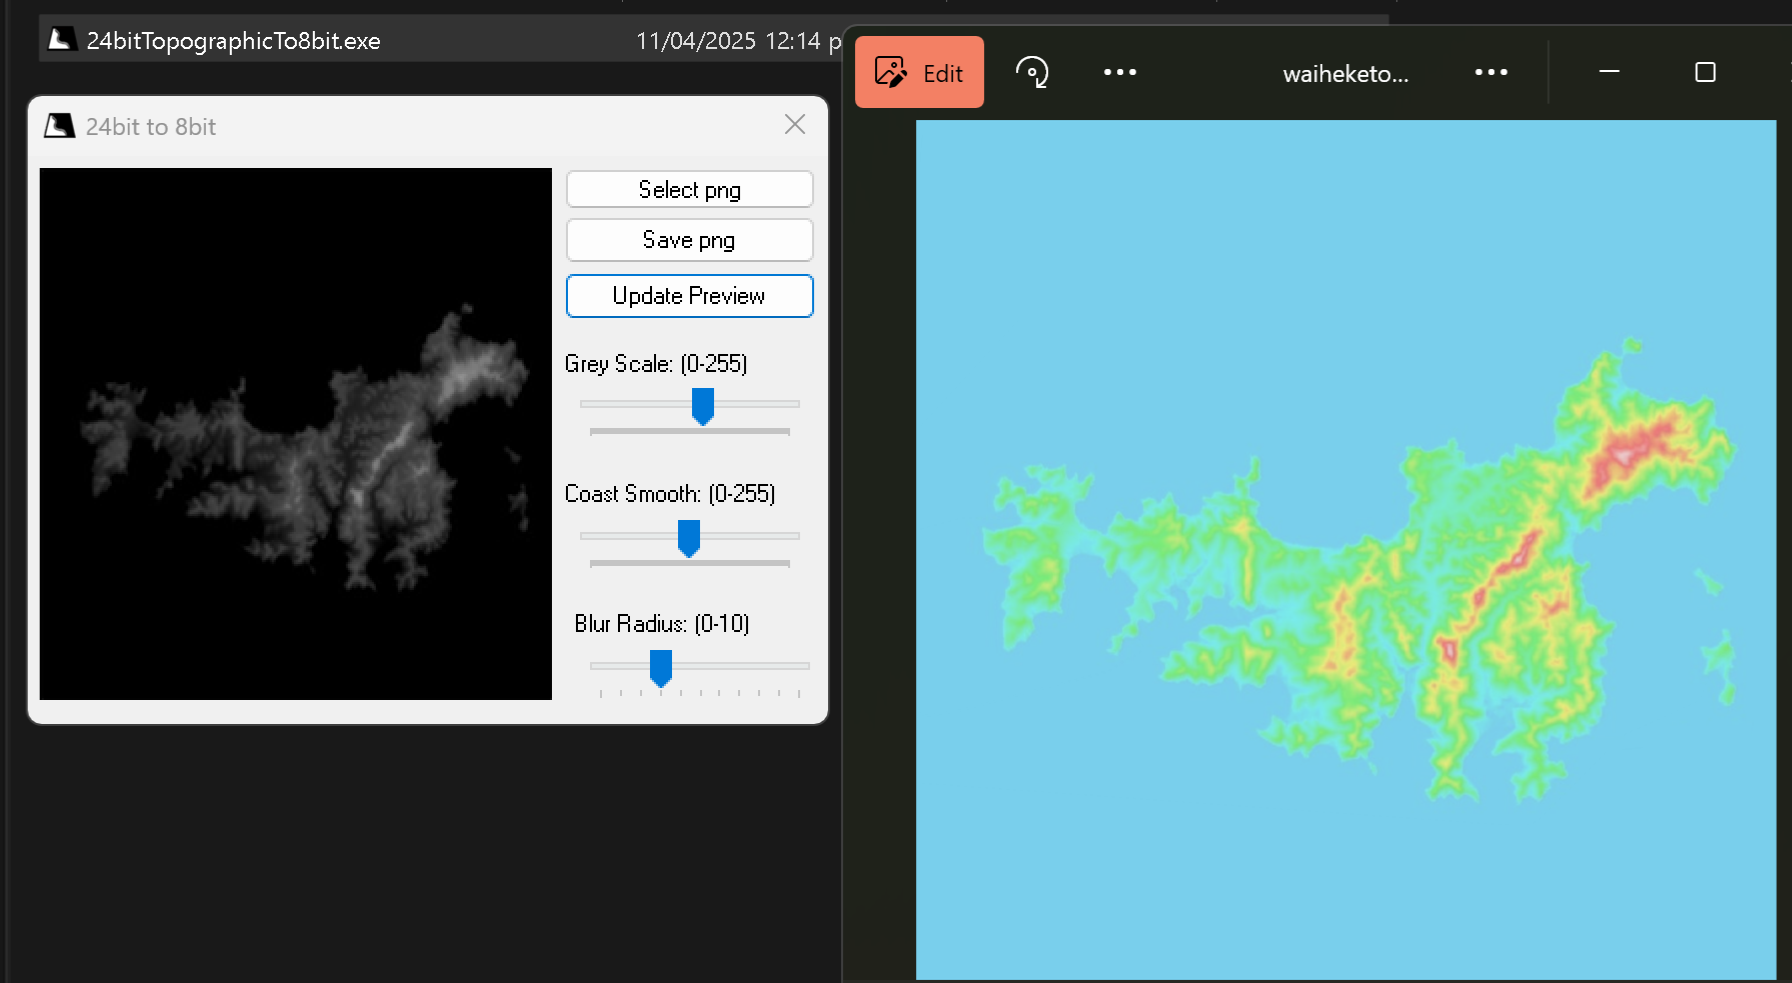 24bitTopographicTo8bit.exe 11/04/2025 12:14 p
24bit to 8bit
Select png
Save png
Update Preview
Grey Scale: (0-255)
Coast Smooth: (0-255)
Blur Radius: (0-10)
Edit
waiheketo...